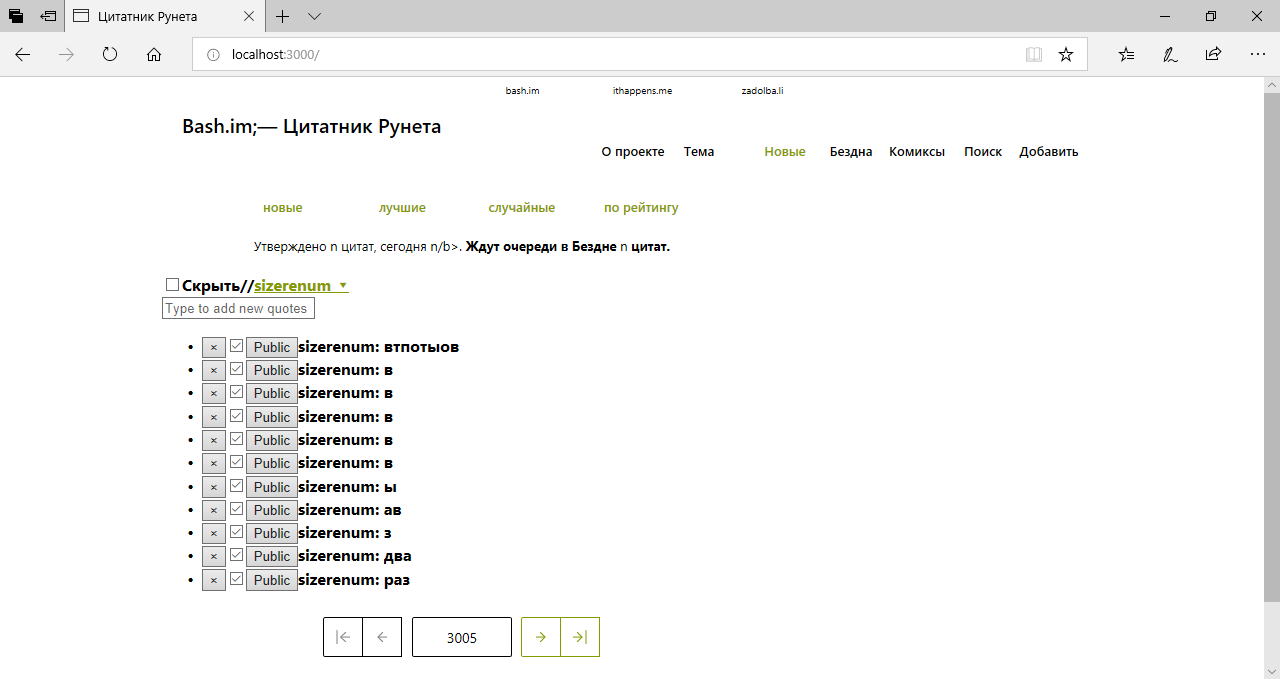 Цитатник Рунета
localhost:3000/
bash.im ithappens.me zadolba.li
Bash.im;— Цитатник Рунета
О проекте Тема Новые Бездна Комиксы Поиск Добавить
новые лучшие случайные по рейтингу
Утверждено n цитат, сегодня n/b>. Ждут очереди в Бездне n цитат.
Скрыть//sizerenum ▼
Type to add new quotes
• × Public sizerenum: втпотыов
• × Public sizerenum: в
• × Public sizerenum: в
• × Public sizerenum: в
• × Public sizerenum: в
• × Public sizerenum: в
• × Public sizerenum: ы
• × Public sizerenum: ав
• × Public sizerenum: з
• × Public sizerenum: два
• × Public sizerenum: раз
3005